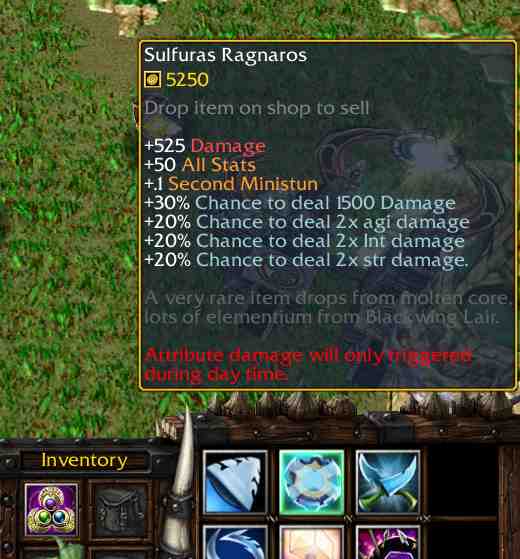 Sulfuras Ragnaros
5250
Drop item on shop to sell
+525 Damage
+50 All Stats
+.1 Second Ministun
+30% Chance to deal 1500 Damage
+20% Chance to deal 2x agi damage
+20% Chance to deal 2x Int damage
+20% Chance to deal 2x str damage.
A very rare item drops from molten core,
lots of elementium from Blackwing Lair.
Attribute damage will only triggered
during day time.
Inventory